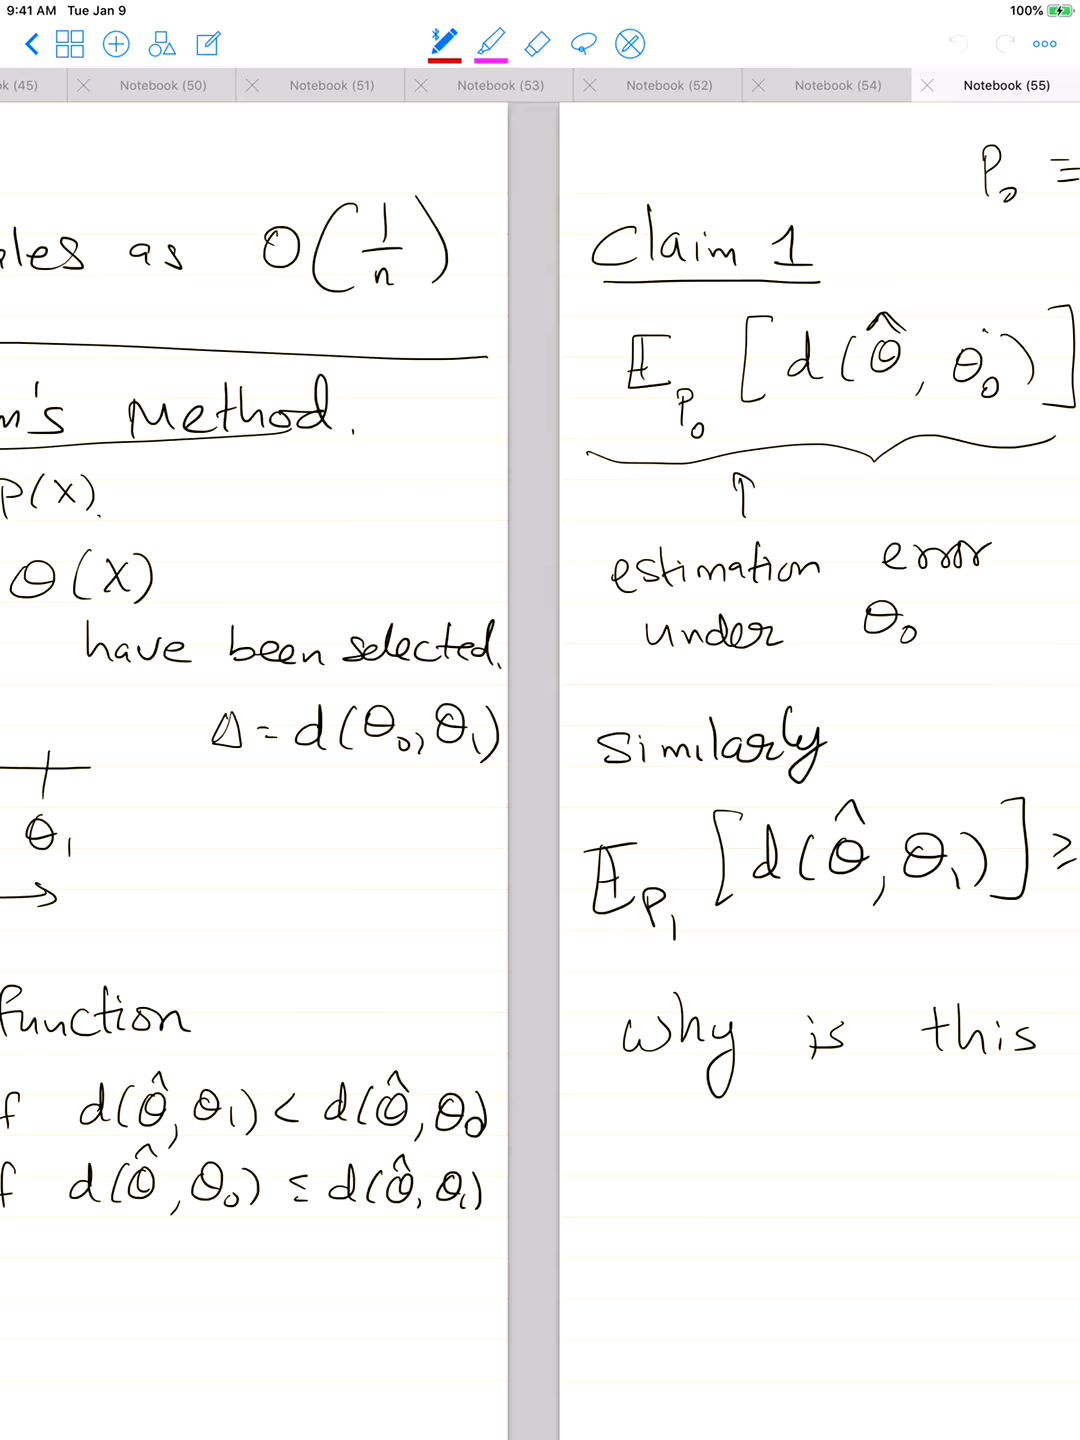 9:41 AM Tue Jan 9
100%
(45)
Notebook (50)
Notebook (51)
Notebook (53)
Notebook (52)
Notebook (54)
Notebook (55)
as O(1/n)
Method.
P(X).
θ(X)
have been selected.
Δ = d(θ₀, θ₁)
θ₁
function
d(θ̂, θ₁) < d(θ̂, θ₀)
d(θ̂, θ₀) ≤ d(θ̂, θ₁)
P₀ =
Claim 1
𝔼_P₀ [d(θ̂, θ₀)]
↑
estimation error
under θ₀
Similarly
𝔼_P₁ [d(θ̂, θ₁)] ≥
why is this